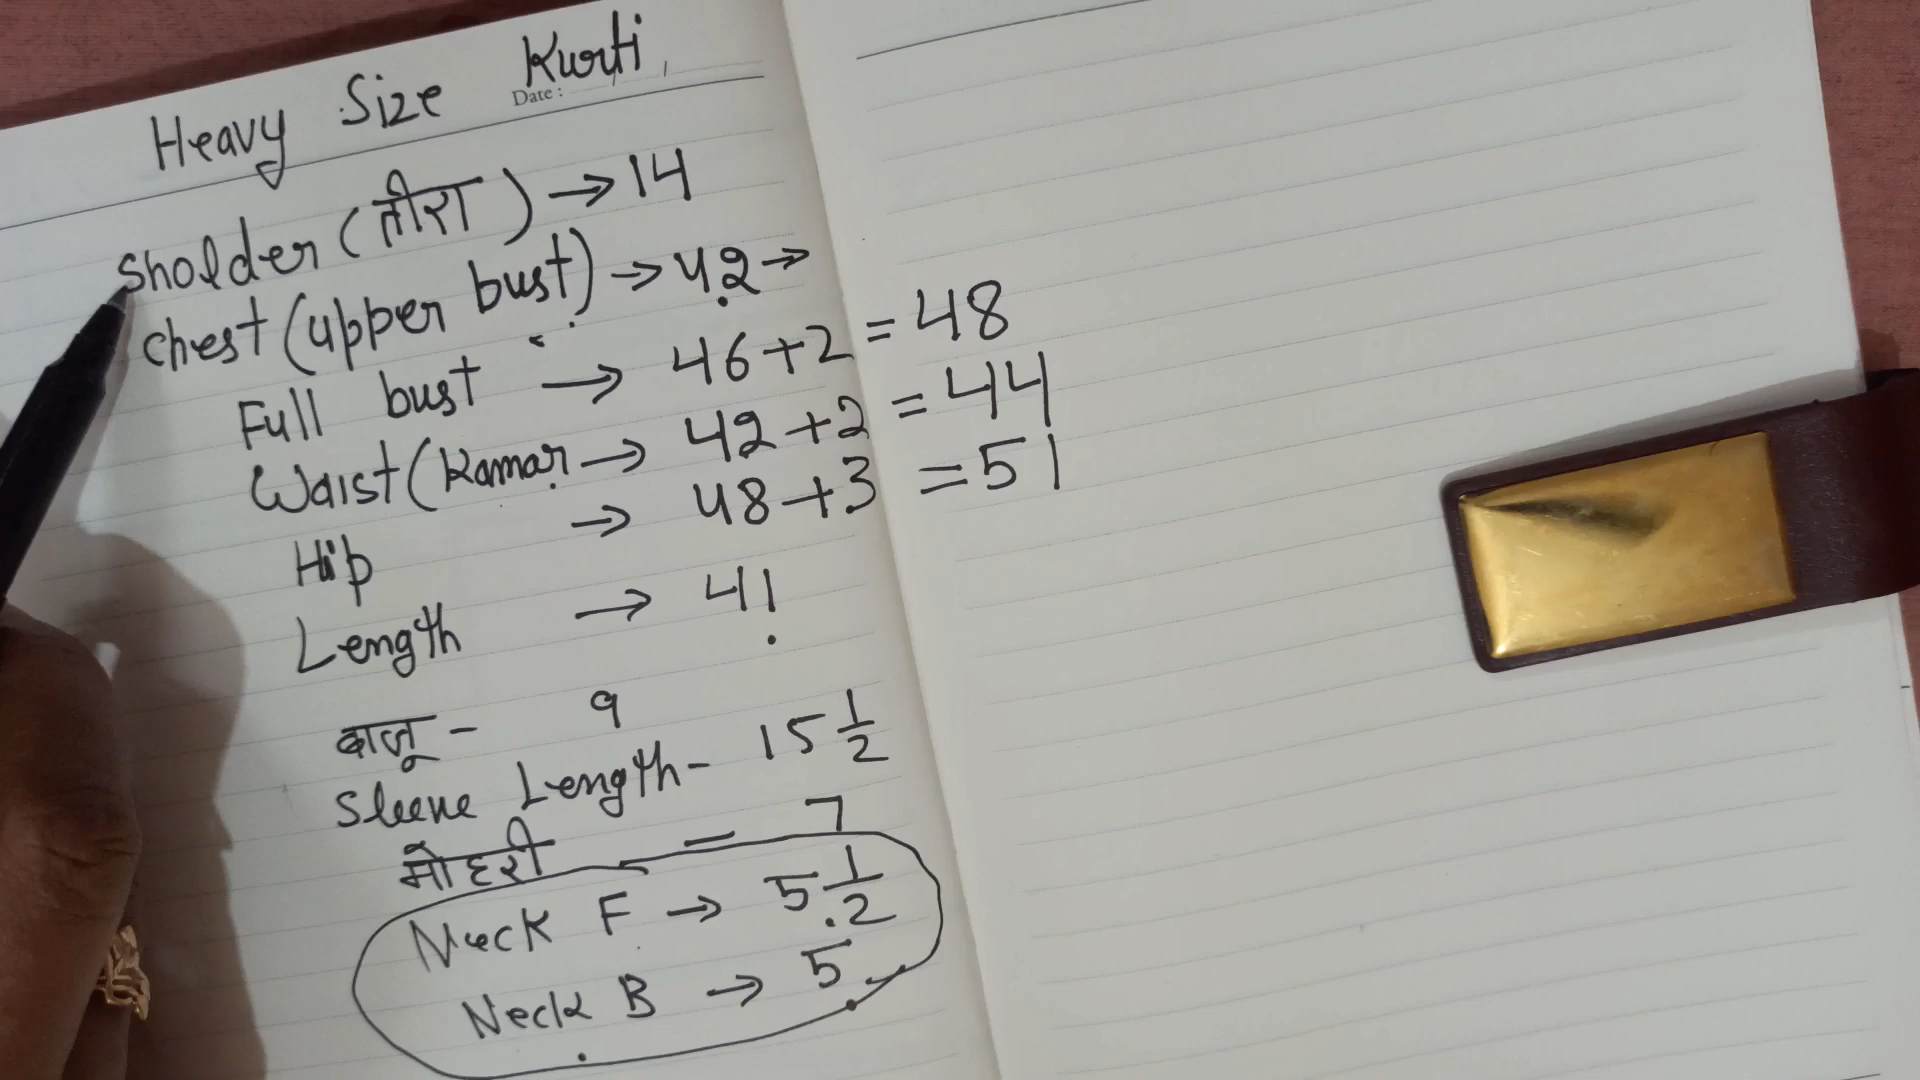 Heavy Size Kurti
Date :
Sholder (तीरा) → 14
Chest (upper bust) → 42 →
Full bust → 46+2 = 48
Waist (Kamar → 42+2 = 44
Hip → 48+3 = 51
Length → 41
बाजू - 9
Sleeve Length - 15 1/2
मोहरी = 7
Neck F → 5 1/2
Neck B → 5